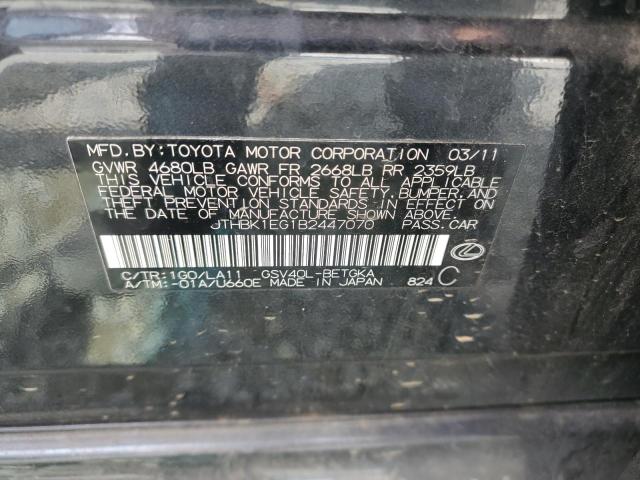 MFD. BY: TOYOTA MOTOR CORPORATION 03/11
GVWR 4680LB GAWR FR 2668LB RR 2359LB
THIS VEHICLE CONFORMS TO ALL APPLICABLE
FEDERAL MOTOR VEHICLE SAFETY, BUMPER, AND
THEFT PREVENTION STANDARDS IN EFFECT ON
THE DATE OF MANUFACTURE SHOWN ABOVE.
JTHBK1EG1B2447070 PASS.CAR
C/TR:1G0/LA11 GSV40L-BETGKA
A/TM:-01A/U660E MADE IN JAPAN 824 C